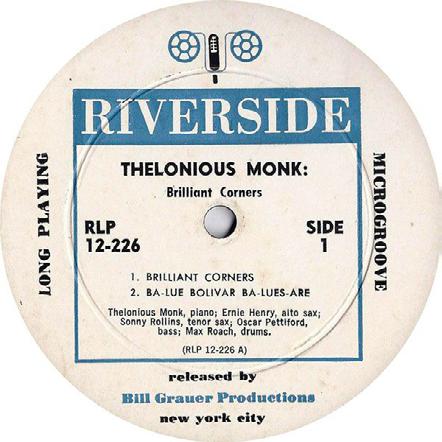 RIVERSIDE
THELONIOUS MONK:
Brilliant Corners
LONG PLAYING
MICROGROOVE
RLP
12-226
SIDE
1
1. BRILLIANT CORNERS
2. BA-LUE BOLIVAR BA-LUES-ARE
Thelonious Monk, piano; Ernie Henry, alto sax;
Sonny Rollins, tenor sax; Oscar Pettiford,
bass; Max Roach, drums.
(RLP 12-226 A)
released by
Bill Grauer Productions
new york city